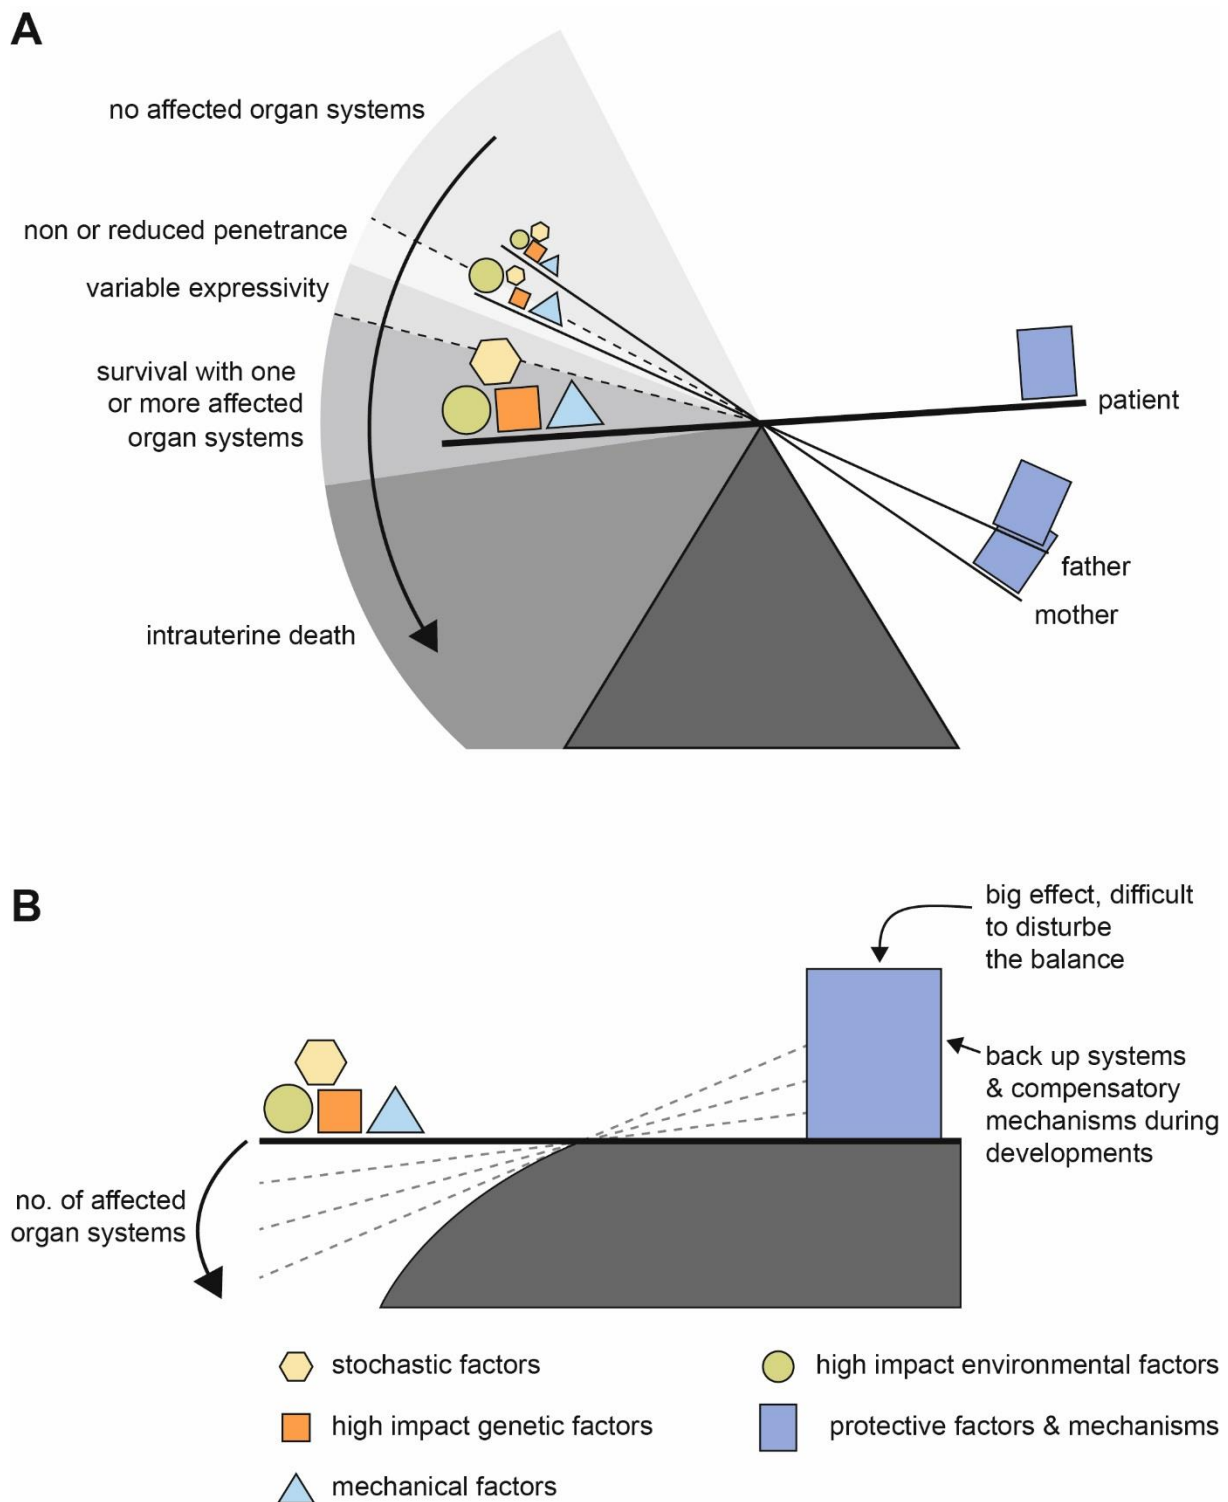 A
no affected organ systems
non or reduced penetrance
variable expressivity
survival with one
or more affected
organ systems
intrauterine death
patient
father
mother
B
big effect, difficult
to disturbe
the balance
back up systems
& compensatory
mechanisms during
developments
no. of affected
organ systems
stochastic factors
high impact environmental factors
high impact genetic factors
protective factors & mechanisms
mechanical factors